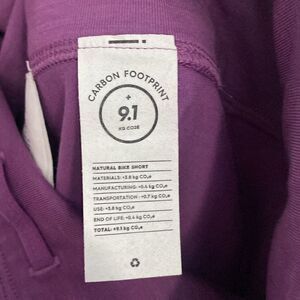 CARBON FOOTPRINT
+
9.1
KG CO2E
NATURAL BIKE SHORT
MATERIALS: +3.8 kg CO₂e
MANUFACTURING: +0.4 kg CO₂e
TRANSPORTATION: +0.7 kg CO₂e
USE: +3.8 kg CO₂e
END OF LIFE: +0.4 kg CO₂e
TOTAL: +9.1 kg CO₂e